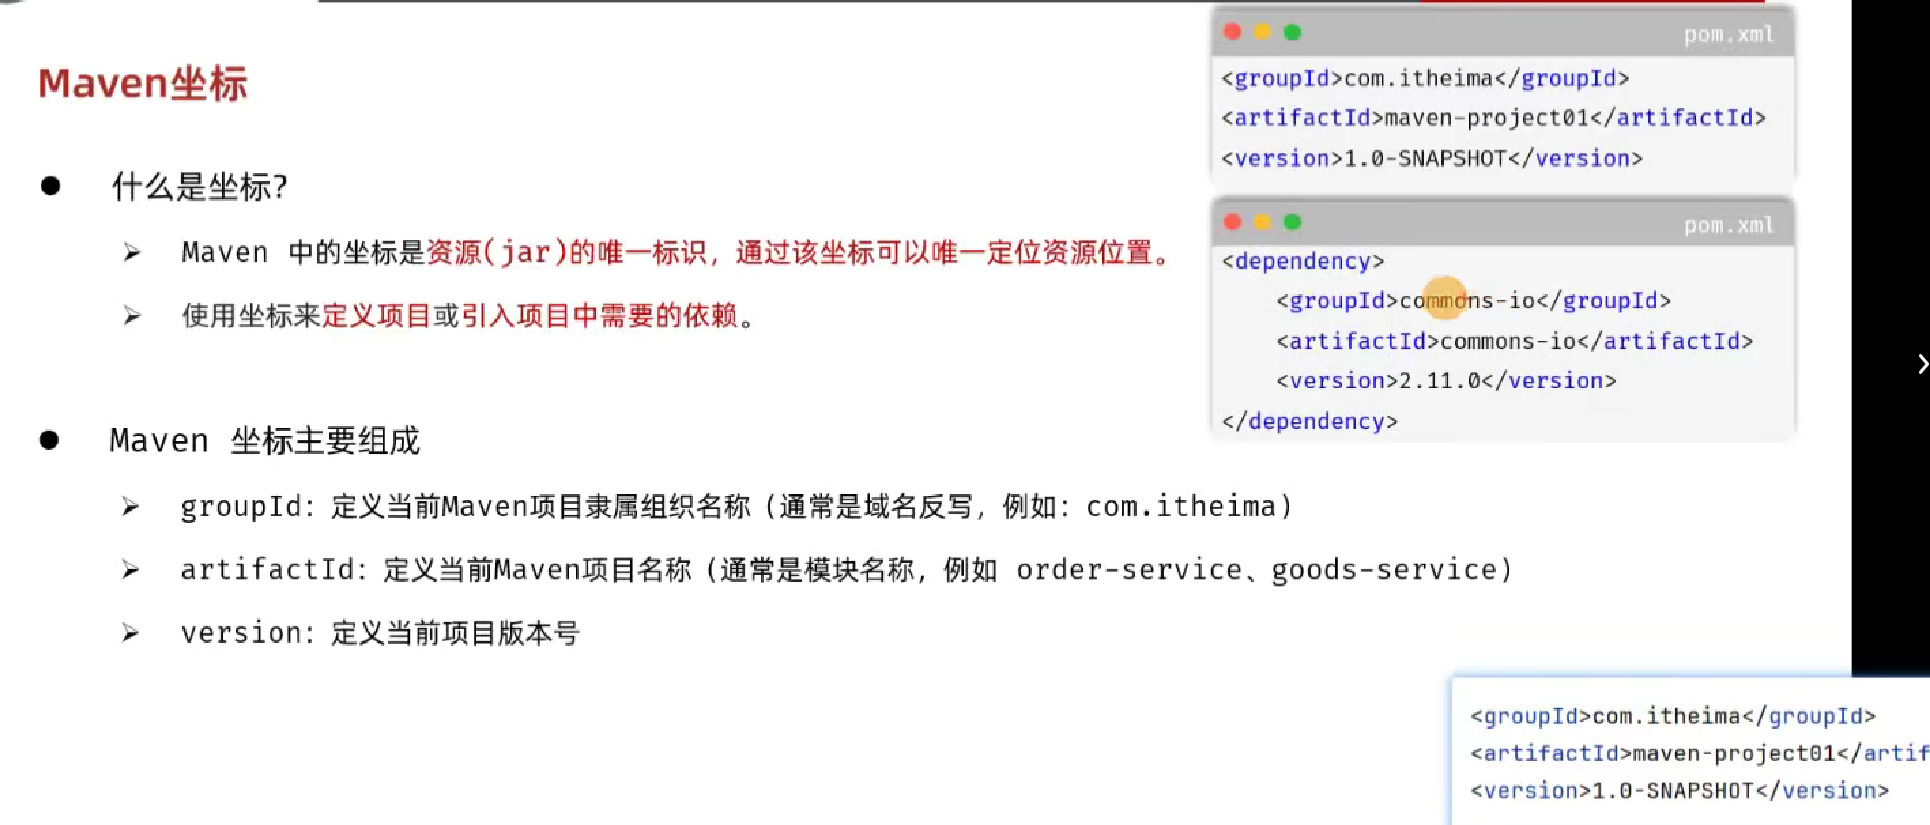 Maven坐标
什么是坐标？
Maven 中的坐标是资源(jar)的唯一标识，通过该坐标可以唯一定位资源位置。
使用坐标来定义项目或引入项目中需要的依赖。
Maven 坐标主要组成
groupId：定义当前Maven项目隶属组织名称（通常是域名反写，例如：com.itheima）
artifactId：定义当前Maven项目名称（通常是模块名称，例如 order-service、goods-service）
version：定义当前项目版本号
pom.xml
<groupId>com.itheima</groupId>
<artifactId>maven-project01</artifactId>
<version>1.0-SNAPSHOT</version>
pom.xml
<dependency>
<groupId>commons-io</groupId>
<artifactId>commons-io</artifactId>
<version>2.11.0</version>
</dependency>
<groupId>com.itheima</groupId>
<artifactId>maven-project01</artif
<version>1.0-SNAPSHOT</version>